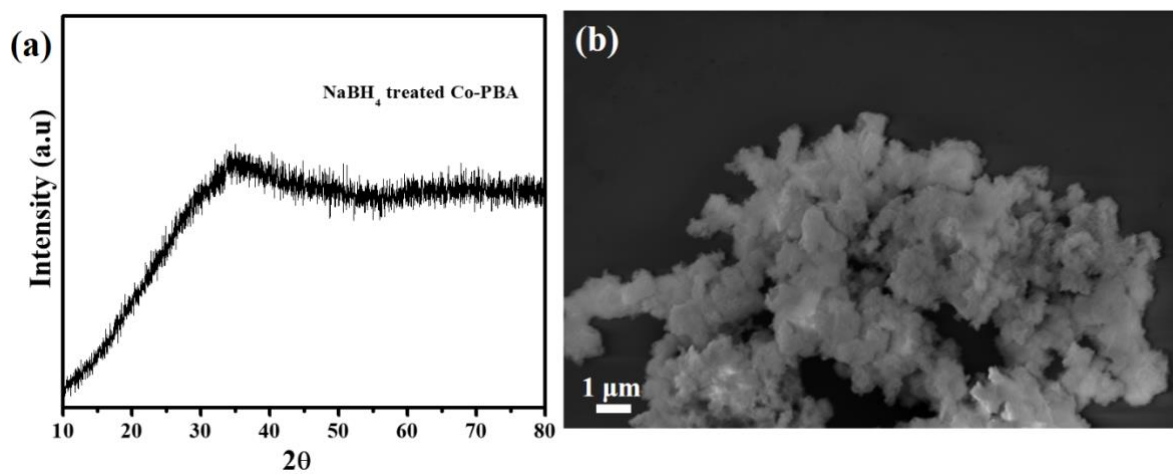 (a)
NaBH4 treated Co-PBA
Intensity (a.u)
10 20 30 40 50 60 70 80
2θ
(b)
1 μm